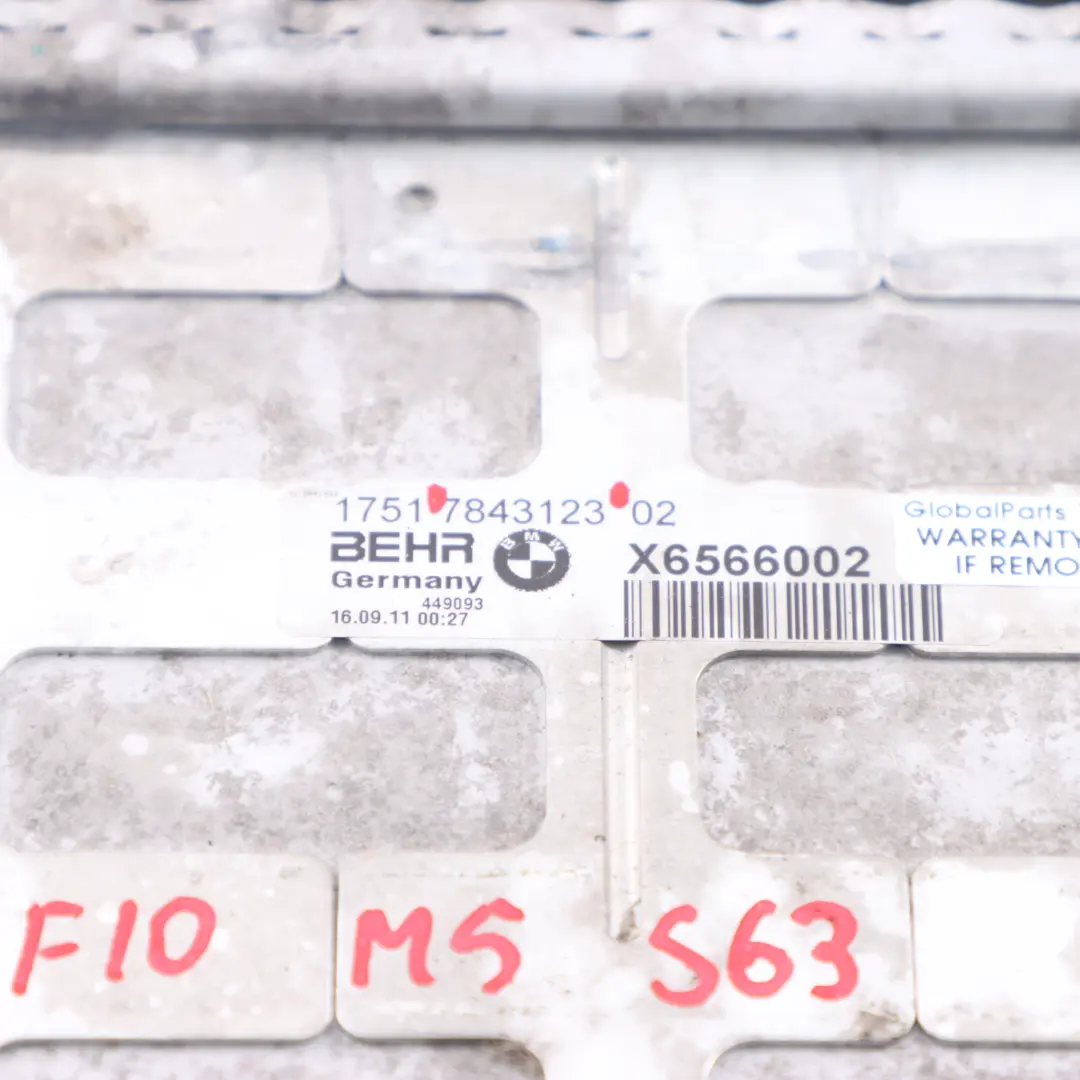 1751 7843123 02
BEHR BMW X6566002
Germany
449093
16.09.11 00:27
GlobalParts
WARRANTY
IF REMO
F10 M5 S63